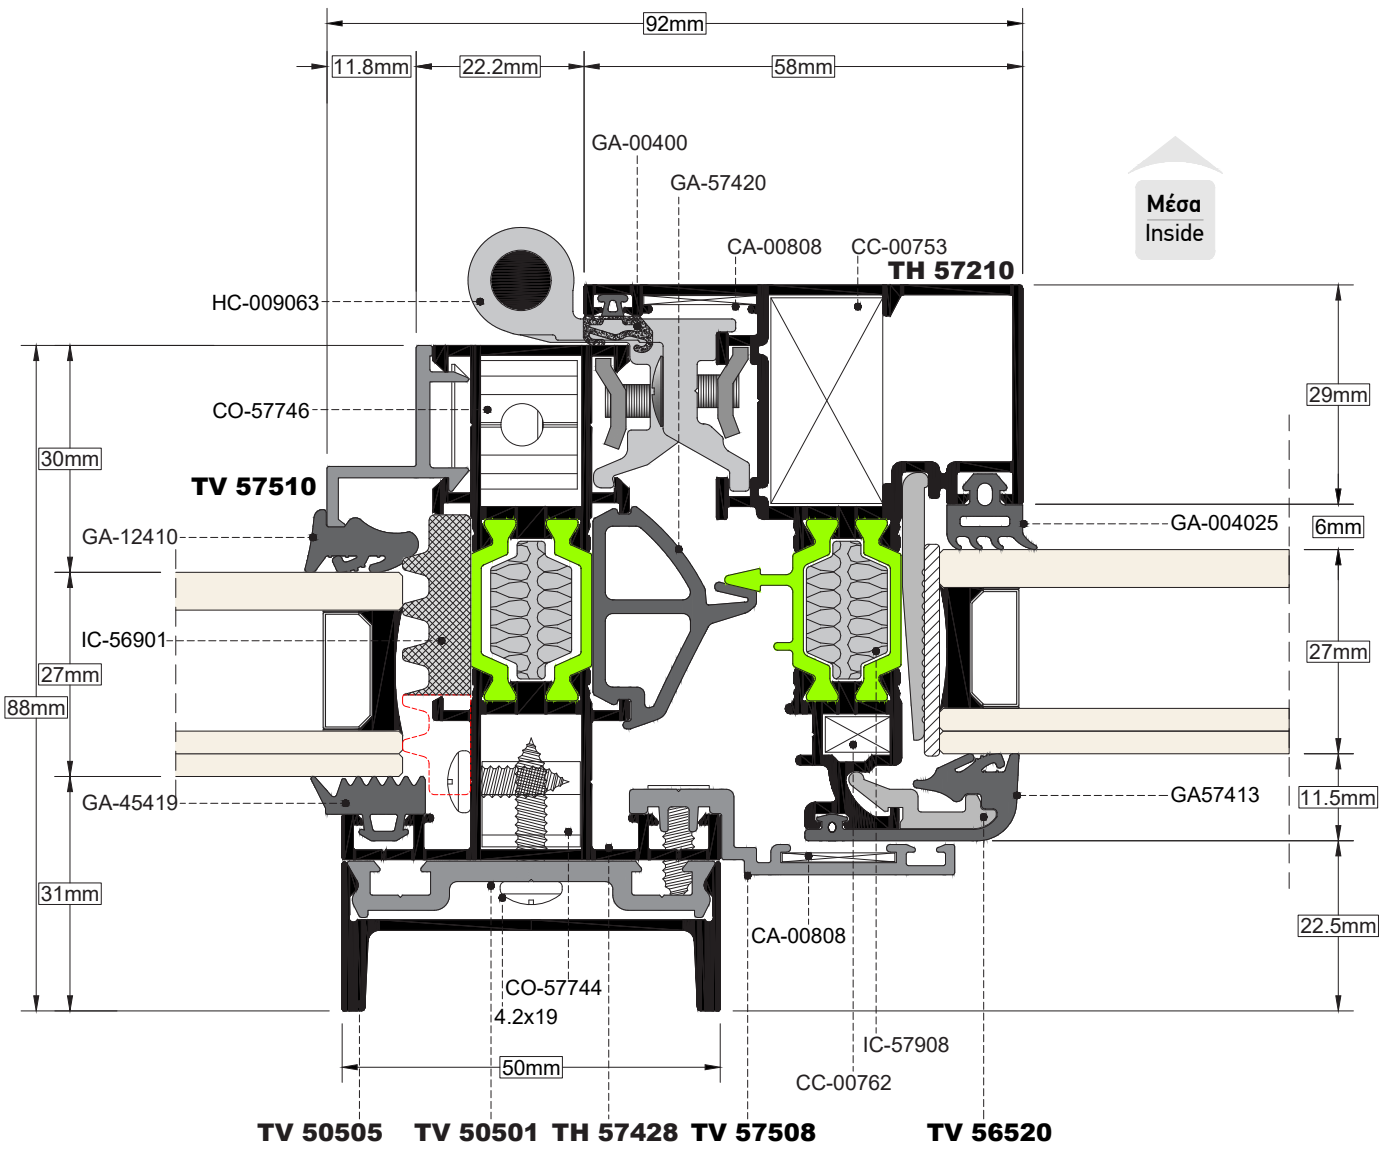 92mm
11.8mm
22.2mm
58mm
GA-00400
GA-57420
Μέσα
Inside
CA-00808
CC-00753
TH 57210
HC-009063
CO-57746
29mm
30mm
TV 57510
GA-12410
GA-004025
6mm
IC-56901
27mm
27mm
88mm
GA-45419
GA57413
11.5mm
31mm
22.5mm
CA-00808
CO-57744
4.2x19
IC-57908
50mm
CC-00762
TV 50505
TV 50501
TH 57428
TV 57508
TV 56520